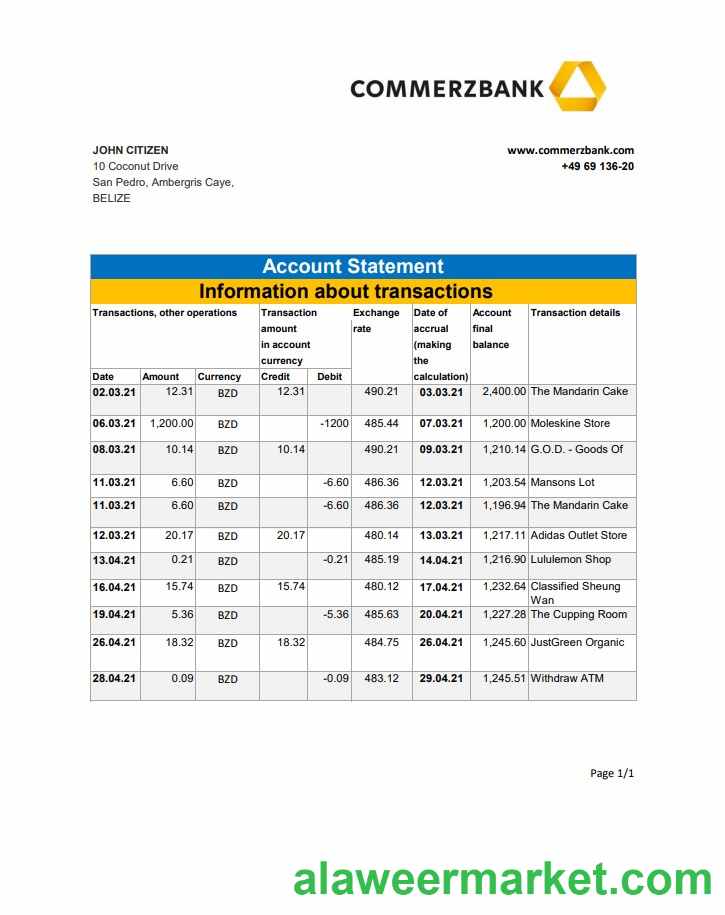 COMMERZBANK
JOHN CITIZEN
10 Coconut Drive
San Pedro, Ambergris Caye,
BELIZE
www.commerzbank.com
+49 69 136-20
Account Statement
Information about transactions
Transactions, other operations
Transaction
amount
in account
currency
Exchange
rate
Date of
accrual
(making
the
calculation)
Account
final
balance
Transaction details
Date Amount Currency Credit Debit
02.03.21 12.31 BZD 12.31 490.21 03.03.21 2,400.00 The Mandarin Cake
06.03.21 1,200.00 BZD -1200 485.44 07.03.21 1,200.00 Moleskine Store
08.03.21 10.14 BZD 10.14 490.21 09.03.21 1,210.14 G.O.D. - Goods Of
11.03.21 6.60 BZD -6.60 486.36 12.03.21 1,203.54 Mansons Lot
11.03.21 6.60 BZD -6.60 486.36 12.03.21 1,196.94 The Mandarin Cake
12.03.21 20.17 BZD 20.17 480.14 13.03.21 1,217.11 Adidas Outlet Store
13.04.21 0.21 BZD -0.21 485.19 14.04.21 1,216.90 Lululemon Shop
16.04.21 15.74 BZD 15.74 480.12 17.04.21 1,232.64 Classified Sheung
Wan
19.04.21 5.36 BZD -5.36 485.63 20.04.21 1,227.28 The Cupping Room
26.04.21 18.32 BZD 18.32 484.75 26.04.21 1,245.60 JustGreen Organic
28.04.21 0.09 BZD -0.09 483.12 29.04.21 1,245.51 Withdraw ATM
Page 1/1
alaweermarket.com